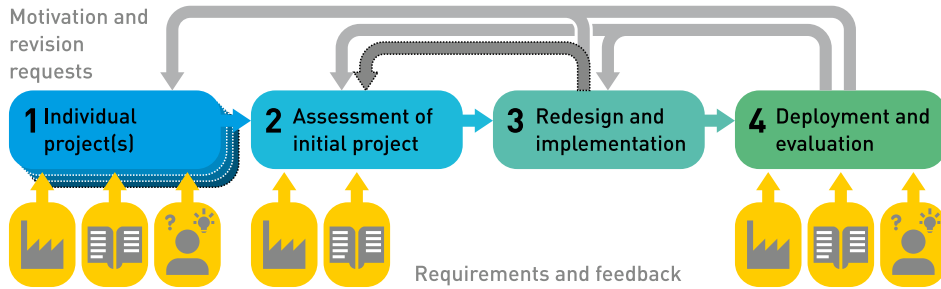 Motivation and
revision
requests
1 Individual
project(s)
2 Assessment of
initial project
3 Redesign and
implementation
4 Deployment and
evaluation
?
?
Requirements and feedback